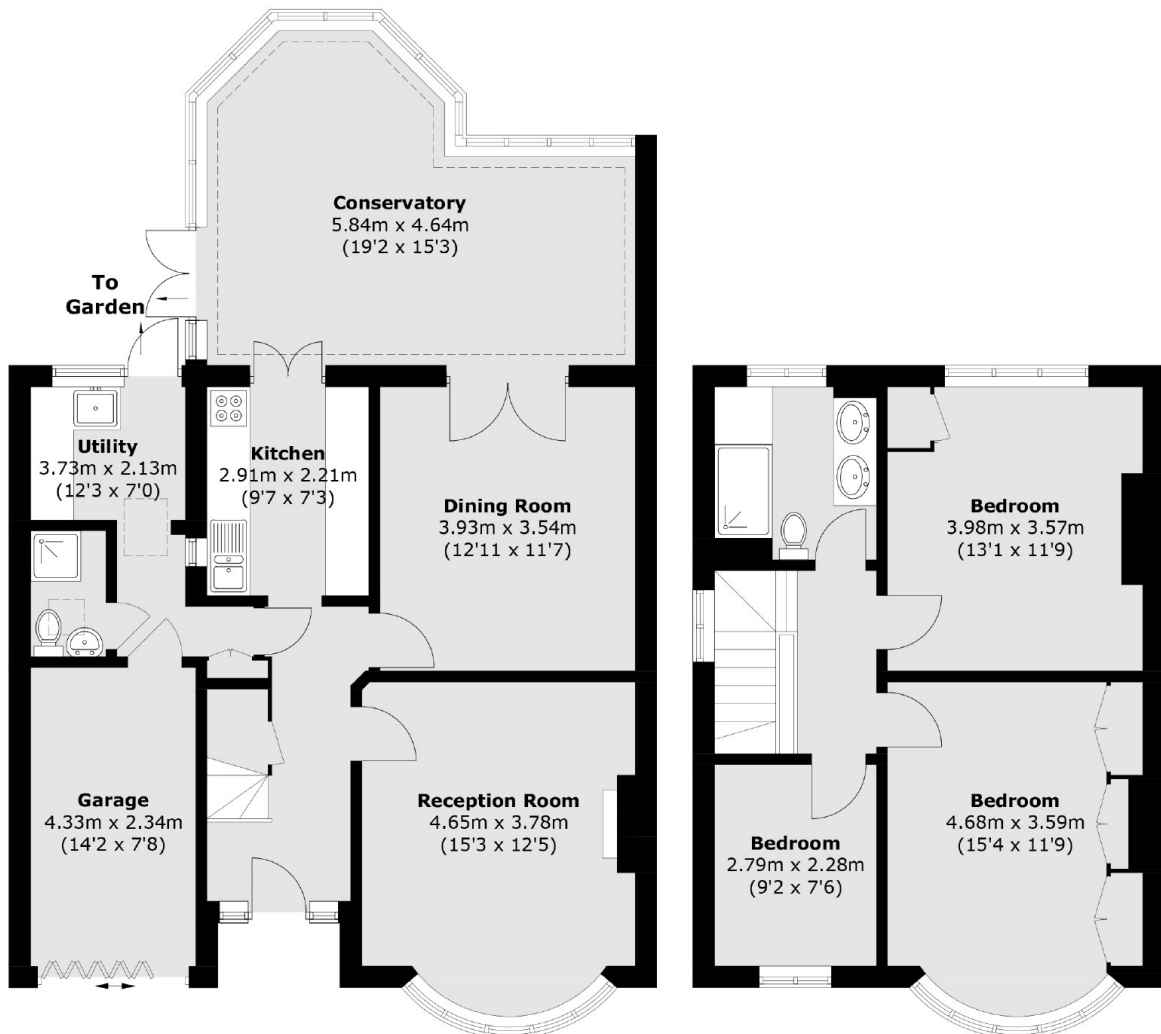 Conservatory
5.84m x 4.64m
(19'2 x 15'3)
To
Garden
Utility
3.73m x 2.13m
(12'3 x 7'0)
Kitchen
2.91m x 2.21m
(9'7 x 7'3)
Dining Room
3.93m x 3.54m
(12'11 x 11'7)
Garage
4.33m x 2.34m
(14'2 x 7'8)
Reception Room
4.65m x 3.78m
(15'3 x 12'5)
Bedroom
3.98m x 3.57m
(13'1 x 11'9)
Bedroom
2.79m x 2.28m
(9'2 x 7'6)
Bedroom
4.68m x 3.59m
(15'4 x 11'9)